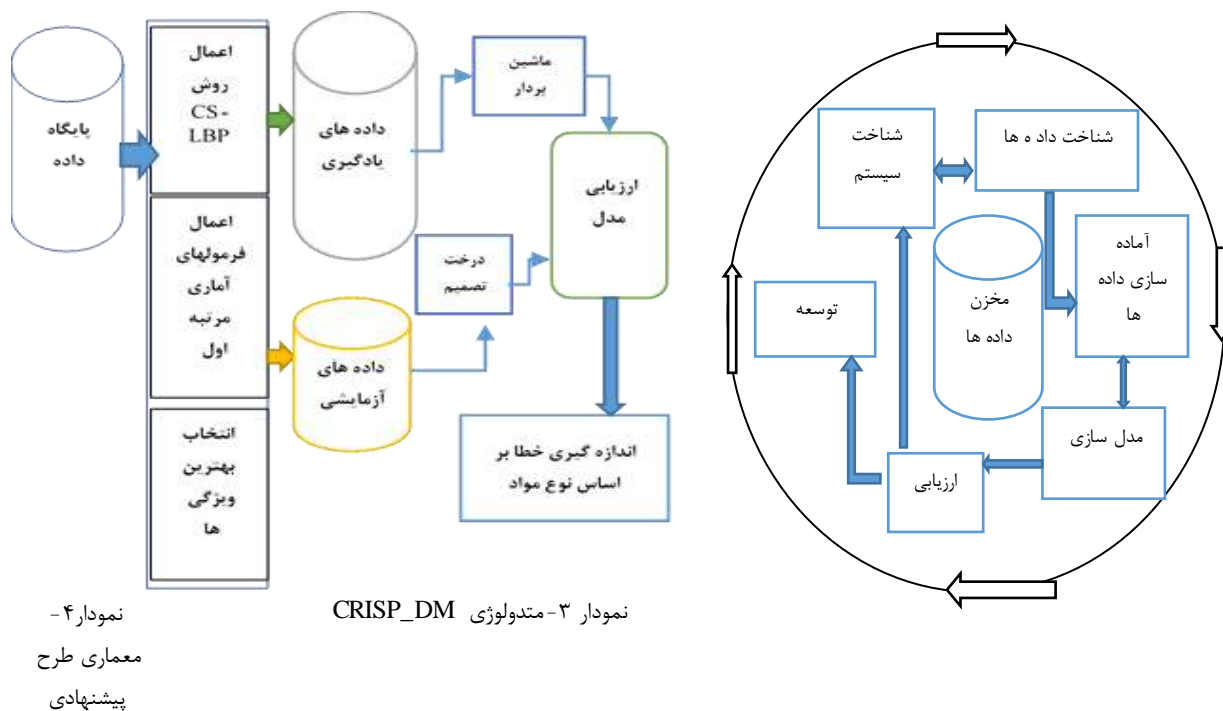 پایگاه
داده
اعمال
روش
CS-
LBP
اعمال
فرمولهای
آماری
مرتبه
اول
انتخاب
بهترین
ویژگی
ها
داده های
یادگیری
داده های
آزمایشی
ماشین
بردار
درخت
تصمیم
ارزیابی
مدل
اندازه گیری خطا بر
اساس نوع مواد
شناخت
سیستم
شناخت داد ه ها
آماده
سازی داده
ها
مخزن
داده ها
توسعه
مدل سازی
ارزیابی
نمودار ۳-متدولوژی CRISP_DM
نمودار۴-
معماری طرح
پیشنهادی